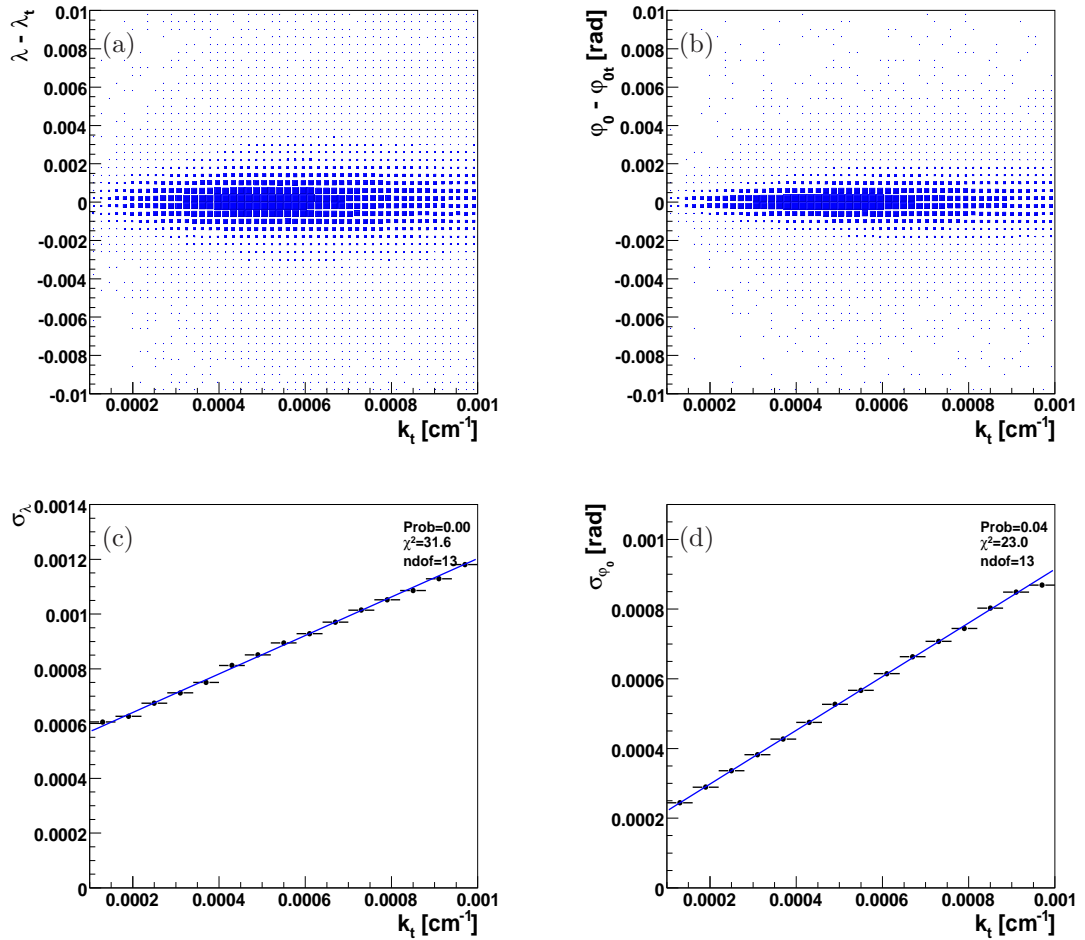 λ - λt
(a)
0.01
0.008
0.006
0.004
0.002
0
-0.002
-0.004
-0.006
-0.008
-0.01
0.0002 0.0004 0.0006 0.0008 0.001
kt [cm-1]
φ0 - φ0t [rad]
(b)
0.01
0.008
0.006
0.004
0.002
0
-0.002
-0.004
-0.006
-0.008
-0.01
0.0002 0.0004 0.0006 0.0008 0.001
kt [cm-1]
σλ
(c)
Prob=0.00
χ²=31.6
ndof=13
0.0014
0.0012
0.001
0.0008
0.0006
0.0004
0.0002
0
0.0002 0.0004 0.0006 0.0008 0.001
kt [cm-1]
σφ0 [rad]
(d)
Prob=0.04
χ²=23.0
ndof=13
0.001
0.0008
0.0006
0.0004
0.0002
0
0.0002 0.0004 0.0006 0.0008 0.001
kt [cm-1]